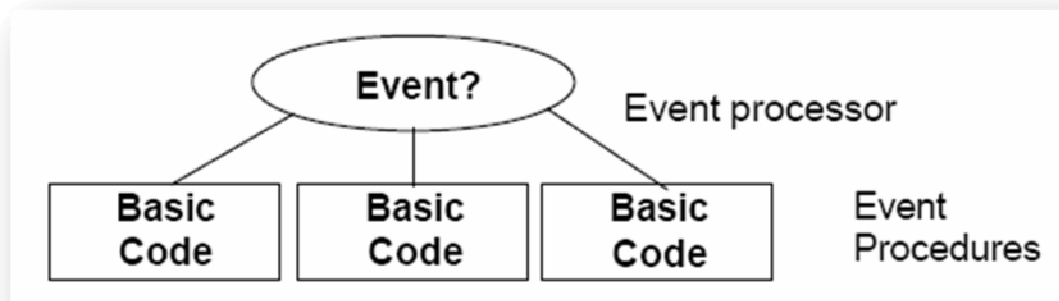 Event?
Event processor
Basic
Code
Basic
Code
Basic
Code
Event
Procedures